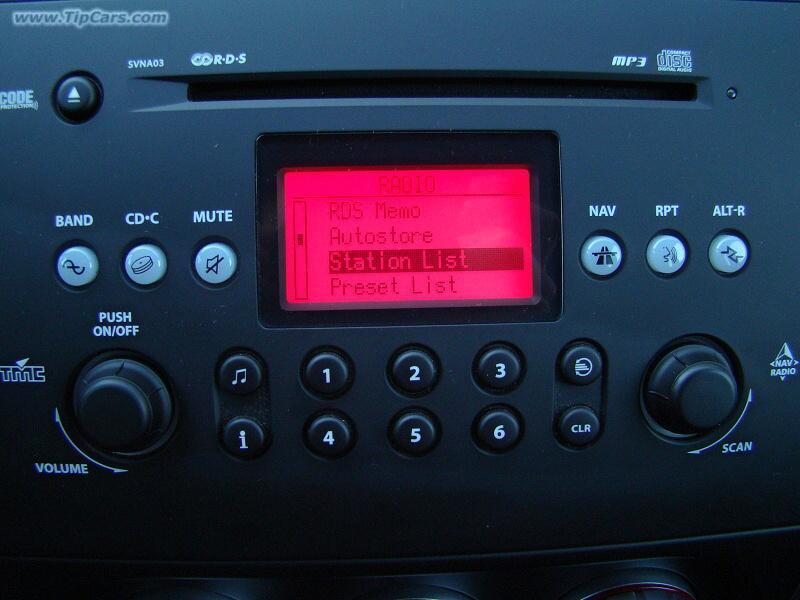 www.TipCars.com
SVNA03
R·D·S
MP3
COMPACT
disc
DIGITAL AUDIO
CODE
PROTECTION
RADIO
RDS Memo
Autostore
Station List
Preset List
BAND
CD•C
MUTE
NAV
RPT
ALT-R
PUSH
ON/OFF
TMC
1
2
3
NAV
RADIO
i
4
5
6
CLR
VOLUME
SCAN